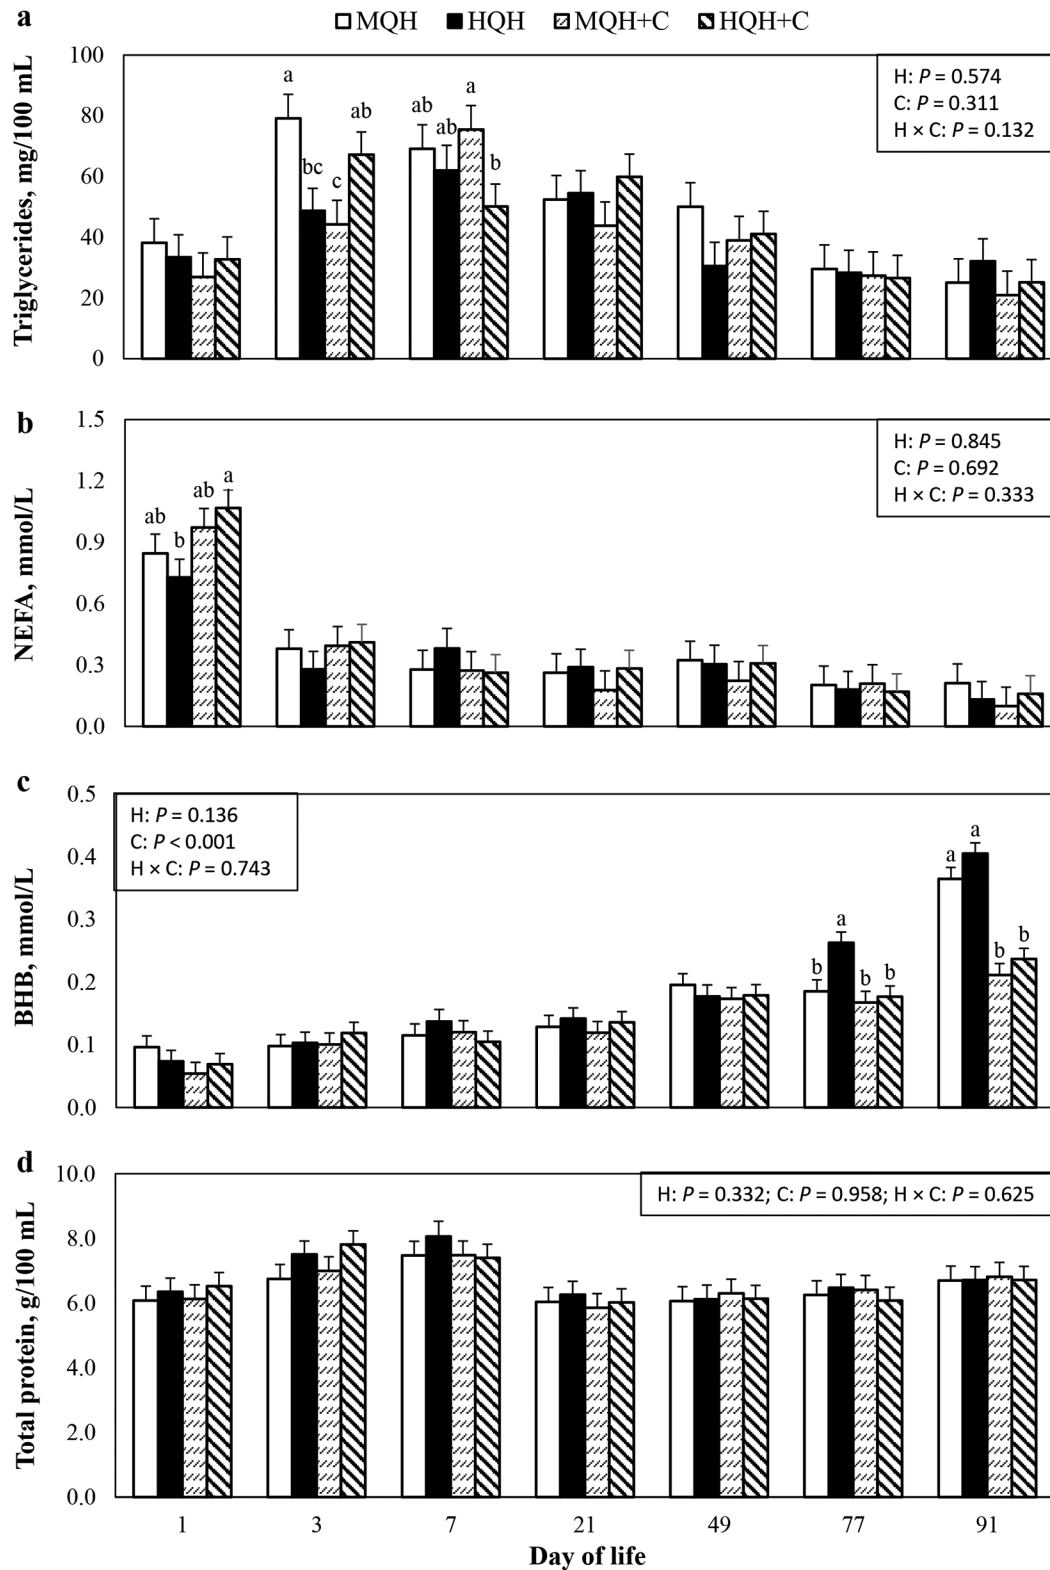 a
MQH HQH MQH+C HQH+C
Triglycerides, mg/100 mL
100
80
60
40
20
0
a
bc
c
ab
ab
ab
a
b
H: P = 0.574
C: P = 0.311
H × C: P = 0.132
b
NEFA, mmol/L
1.5
1.2
0.9
0.6
0.3
0.0
ab
b
ab
a
H: P = 0.845
C: P = 0.692
H × C: P = 0.333
c
BHB, mmol/L
0.5
0.4
0.3
0.2
0.1
0.0
H: P = 0.136
C: P < 0.001
H × C: P = 0.743
b
a
b
b
a
a
b
b
d
Total protein, g/100 mL
10.0
8.0
6.0
4.0
2.0
0.0
H: P = 0.332; C: P = 0.958; H × C: P = 0.625
1 3 7 21 49 77 91
Day of life